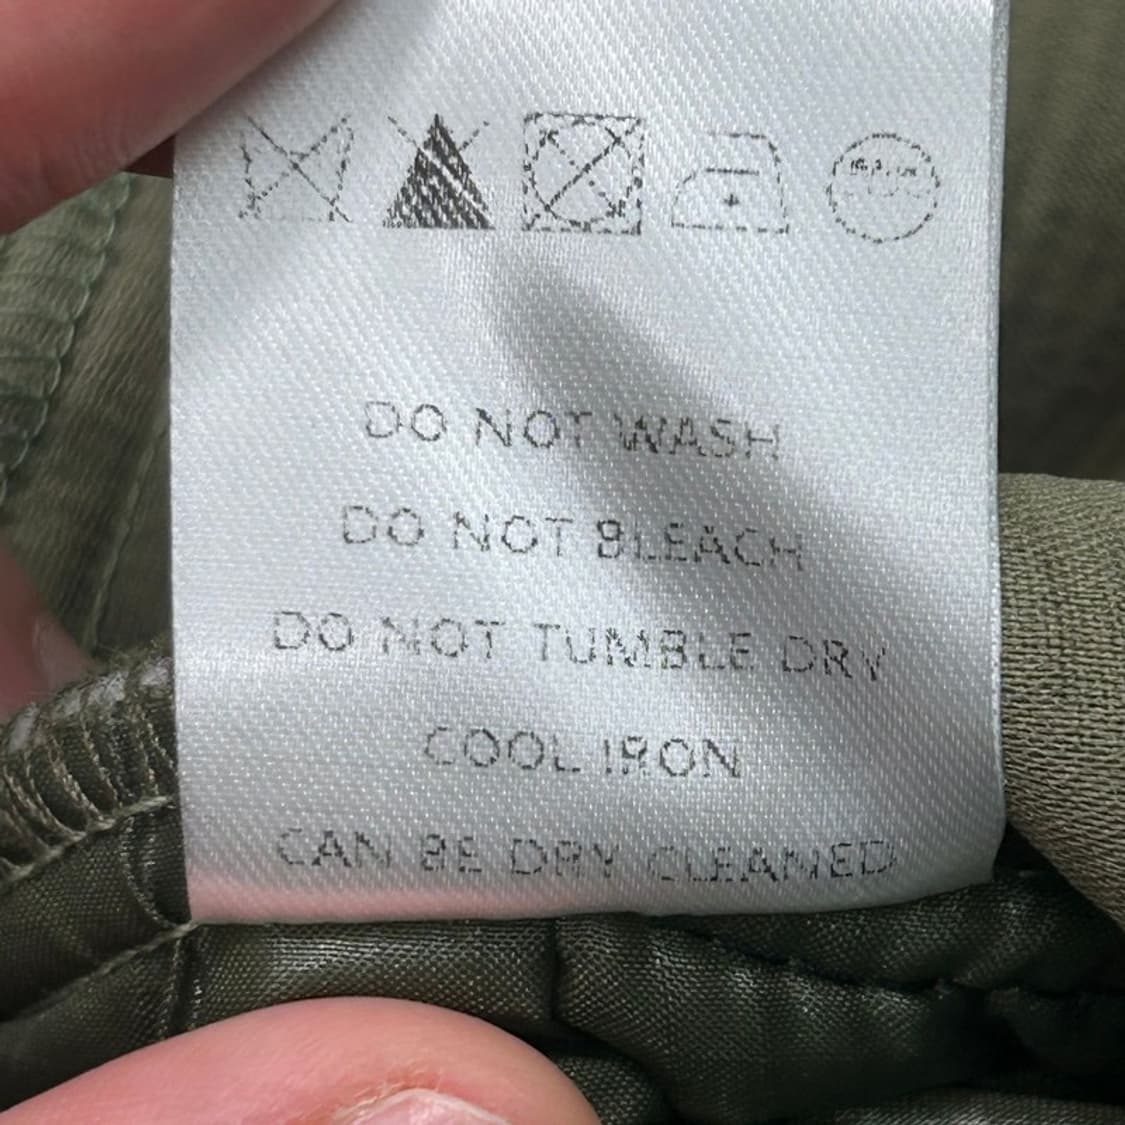 DO NOT WASH
DO NOT BLEACH
DO NOT TUMBLE DRY
COOL IRON
CAN BE DRY CLEANED